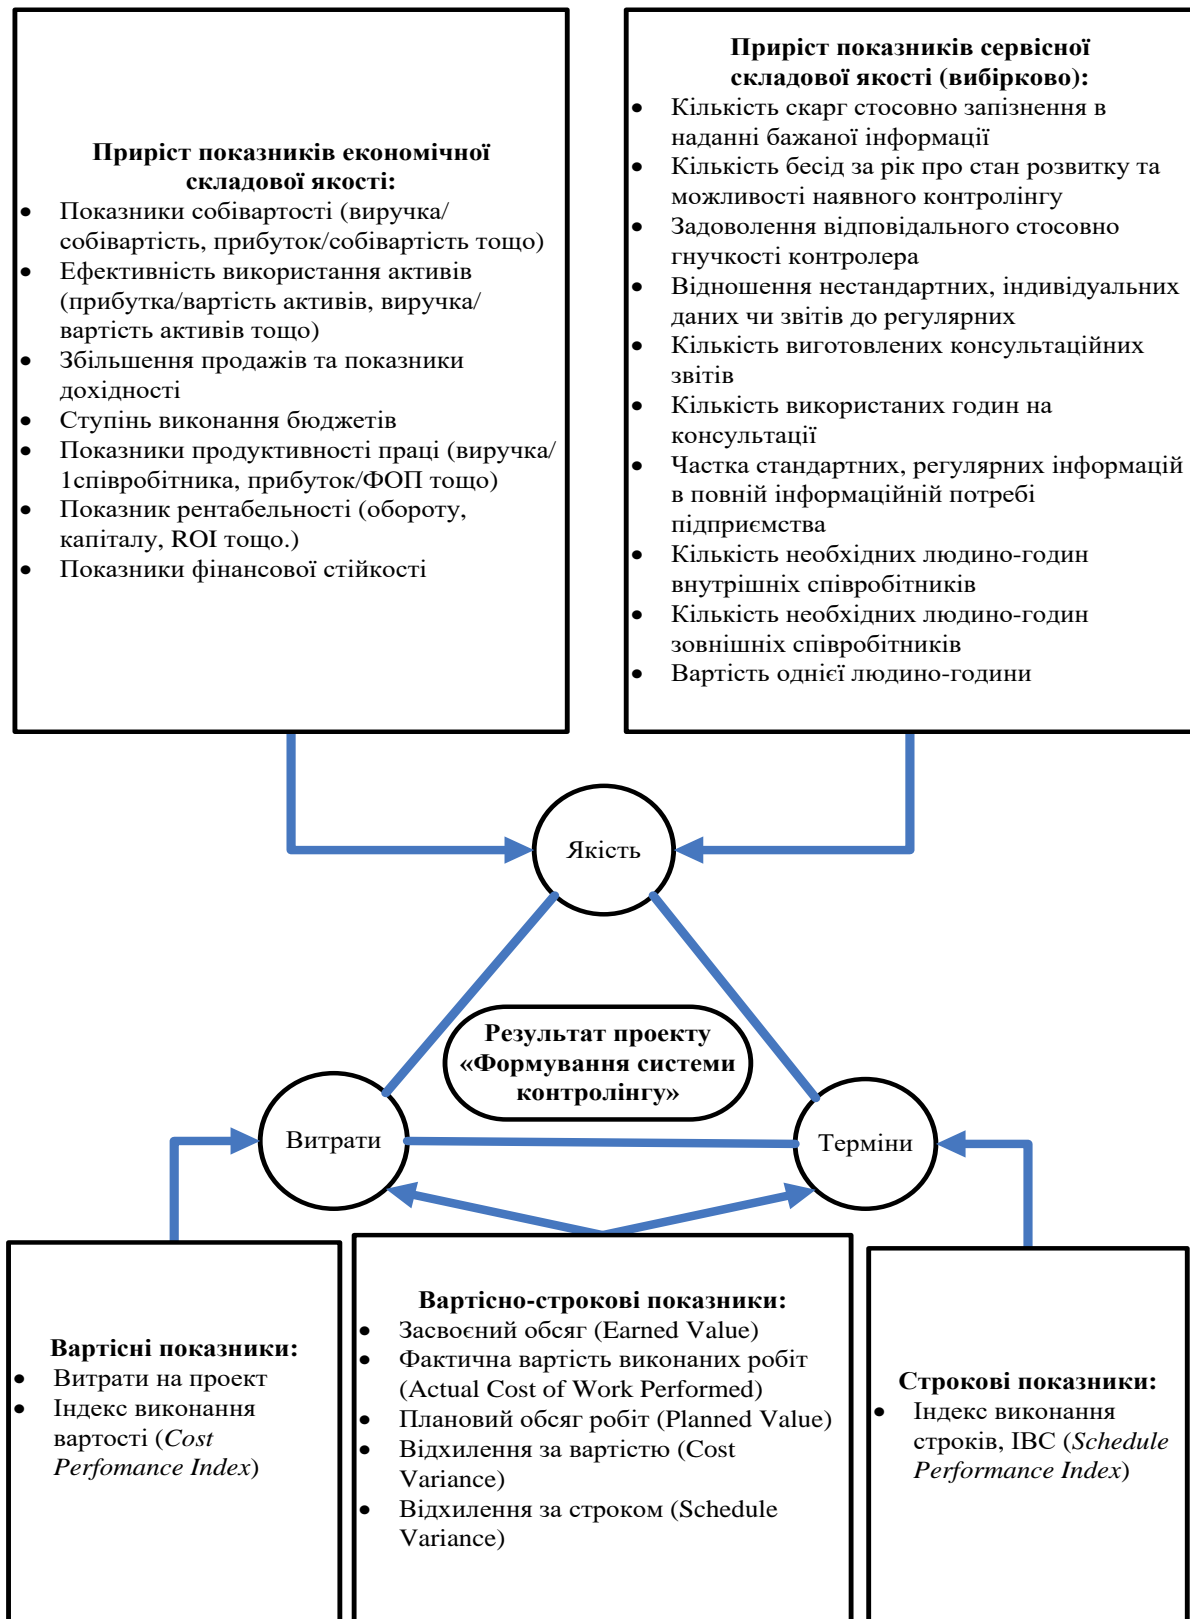 Приріст показників економічної
складової якості:
Показники собівартості (виручка/
собівартість, прибуток/собівартість тощо)
Ефективність використання активів
(прибутка/вартість активів, виручка/
вартість активів тощо)
Збільшення продажів та показники
дохідності
Ступінь виконання бюджетів
Показники продуктивності праці (виручка/
1співробітника, прибуток/ФОП тощо)
Показник рентабельності (обороту,
капіталу, ROI тощо.)
Показники фінансової стійкості
Приріст показників сервісної
складової якості (вибірково):
Кількість скарг стосовно запізнення в
наданні бажаної інформації
Кількість бесід за рік про стан розвитку та
можливості наявного контролінгу
Задоволення відповідального стосовно
гнучкості контролера
Відношення нестандартних, індивідуальних
даних чи звітів до регулярних
Кількість виготовлених консультаційних
звітів
Кількість використаних годин на
консультації
Частка стандартних, регулярних інформацій
в повній інформаційній потребі
підприємства
Кількість необхідних людино-годин
внутрішніх співробітників
Кількість необхідних людино-годин
зовнішніх співробітників
Вартість однієї людино-години
Якість
Результат проекту
«Формування системи
контролінгу»
Витрати
Терміни
Вартісні показники:
Витрати на проект
Індекс виконання
вартості (Cost
Perfomance Index)
Вартісно-строкові показники:
Засвоєний обсяг (Earned Value)
Фактична вартість виконаних робіт
(Actual Cost of Work Performed)
Плановий обсяг робіт (Planned Value)
Відхилення за вартістю (Cost
Variance)
Відхилення за строком (Schedule
Variance)
Строкові показники:
Індекс виконання
строків, ІВС (Schedule
Performance Index)